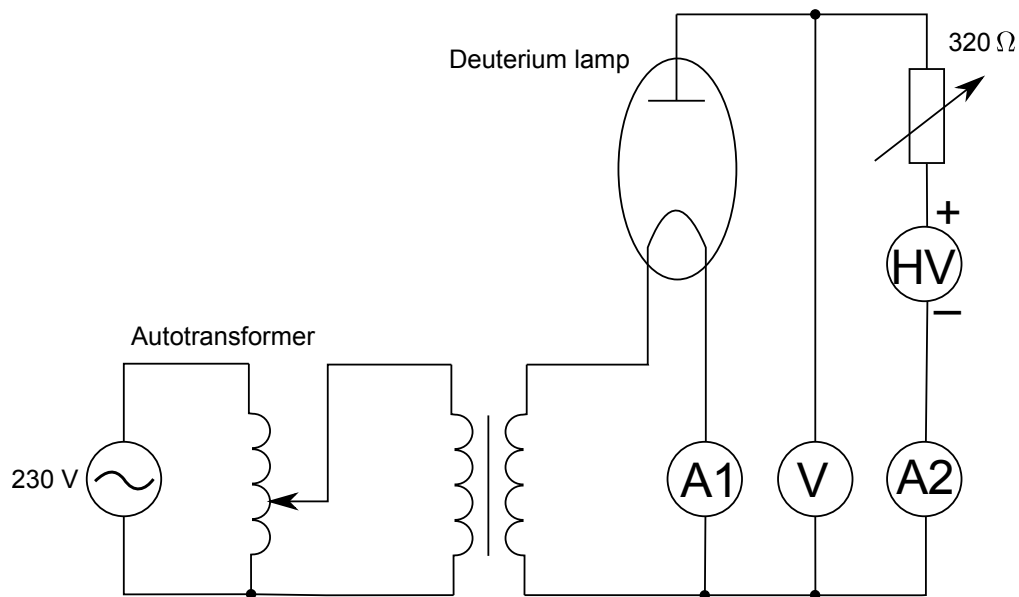 320 Ω
Deuterium lamp
+
HV
−
Autotransformer
230 V
A1
V
A2